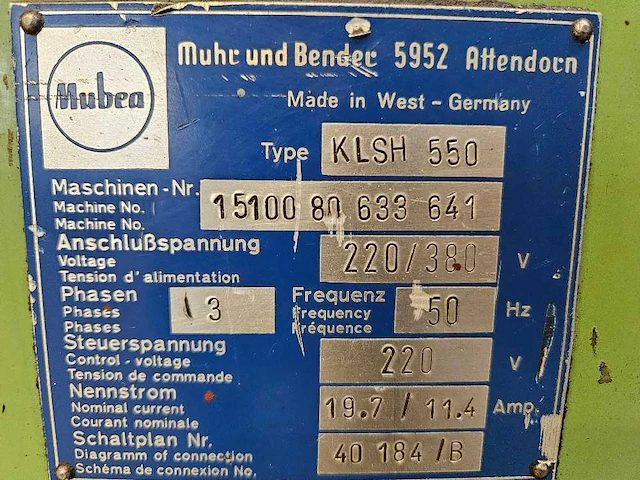 Mubea
Muhr und Bender 5952 Attendorn
Made in West - Germany
Type KLSH 550
Maschinen-Nr. 15100 80 633 641
Machine No.
Machine No.
Anschlußspannung 220/380 V
Voltage
Tension d'alimentation
Phasen 3 Frequenz 50 Hz
Phases Frequency
Phases Fréquence
Steuerspannung 220 V
Control - voltage
Tension de commande
Nennstrom 19.7 / 11.4 Amp.
Nominal current
Courant nominale
Schaltplan Nr. 40 184 /B
Diagramm of connection
Schéma de connexion No.